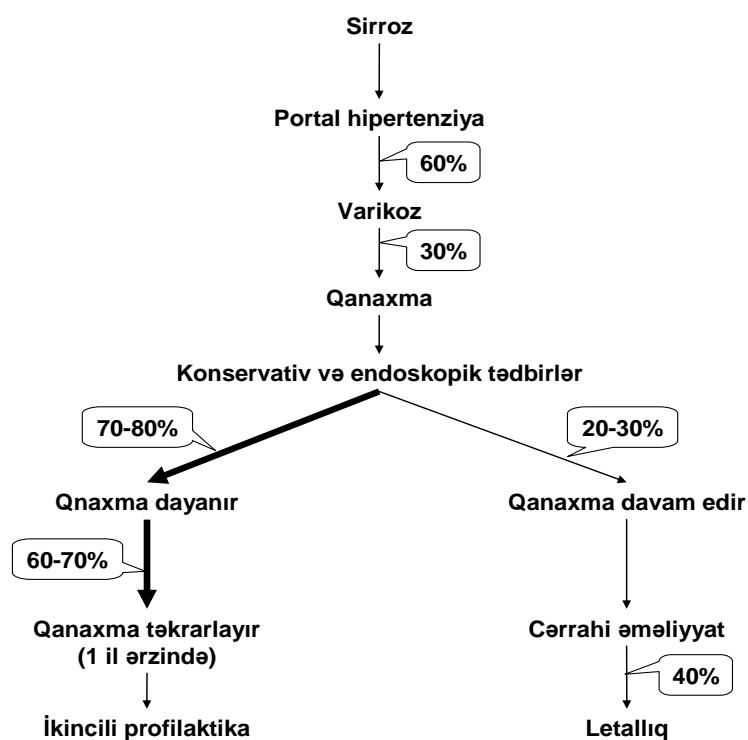 Sirroz
Portal hipertenziya
60%
Varikoz
30%
Qanaxma
Konservativ və endoskopik tədbirlər
70-80%
20-30%
Qnaxma dayanır
Qanaxma davam edir
60-70%
Qanaxma təkrarlayır
(1 il ərzində)
Cərrahi əməliyyat
40%
İkincili profilaktika
Letallıq